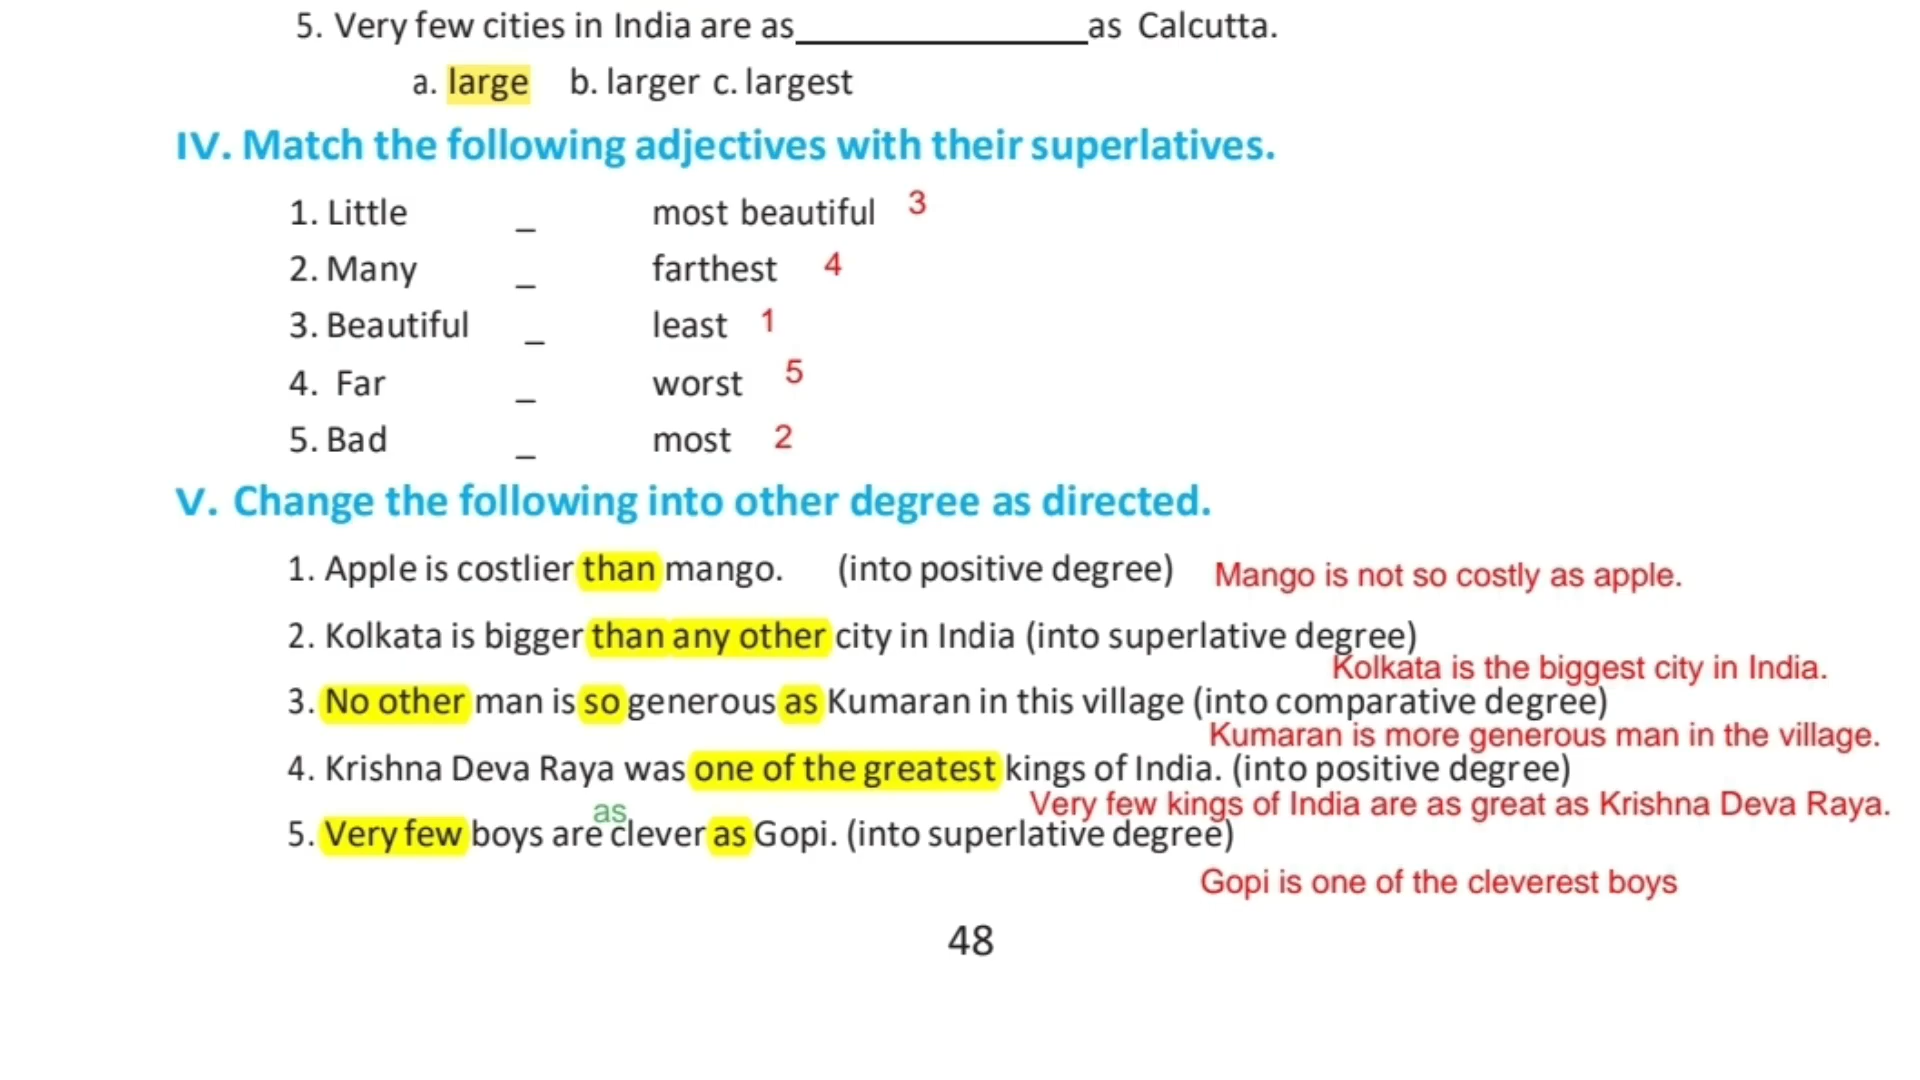 5. Very few cities in India are as______________as Calcutta.
a. large b. larger c. largest
IV. Match the following adjectives with their superlatives.
1. Little _ most beautiful 3
2. Many _ farthest 4
3. Beautiful _ least 1
4. Far _ worst 5
5. Bad _ most 2
V. Change the following into other degree as directed.
1. Apple is costlier than mango. (into positive degree) Mango is not so costly as apple.
2. Kolkata is bigger than any other city in India (into superlative degree)
Kolkata is the biggest city in India.
3. No other man is so generous as Kumaran in this village (into comparative degree)
Kumaran is more generous man in the village.
4. Krishna Deva Raya was one of the greatest kings of India. (into positive degree)
Very few kings of India are as great as Krishna Deva Raya.
as
5. Very few boys are clever as Gopi. (into superlative degree)
Gopi is one of the cleverest boys
48